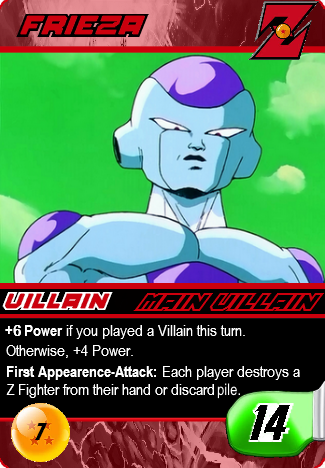 FRIEZA
Z
VILLAIN MAIN VILLAIN
+6 Power if you played a Villain this turn.
Otherwise, +4 Power.
First Appearence-Attack: Each player destroys a
Z Fighter from their hand or discard pile.
7
14